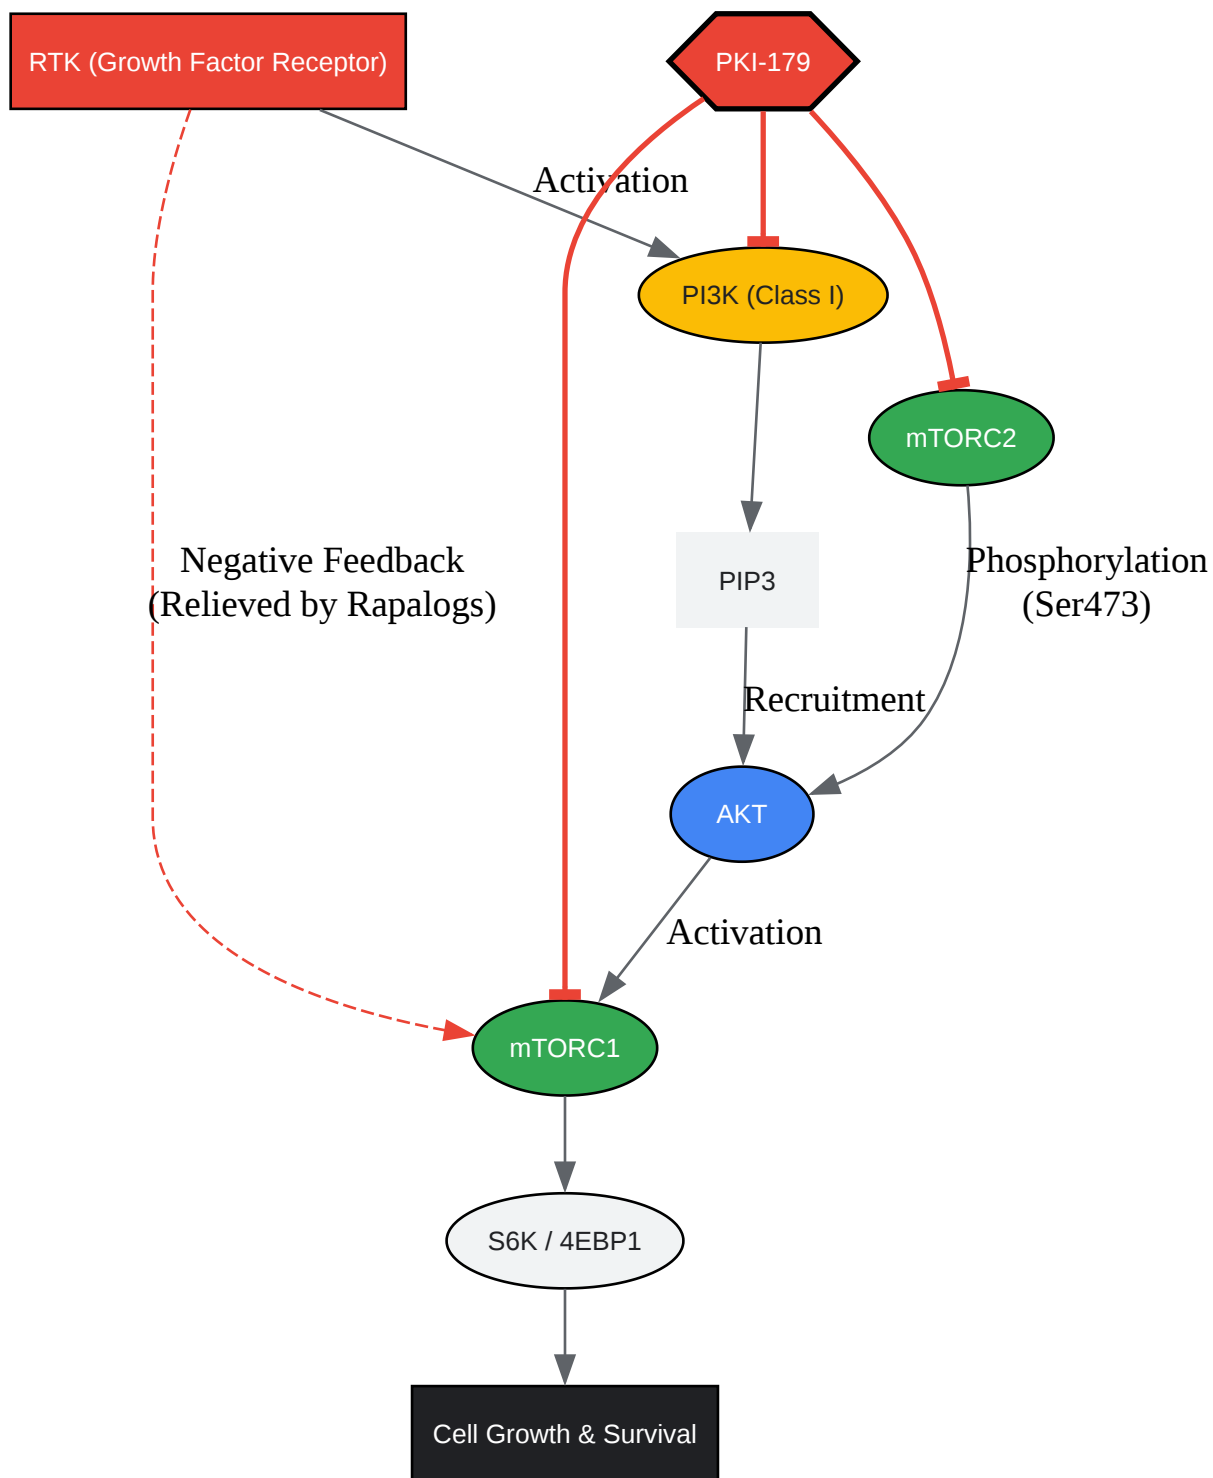 RTK (Growth Factor Receptor)
PKI-179
Activation
PI3K (Class I)
mTORC2
Negative Feedback
(Relieved by Rapalogs)
PIP3
Phosphorylation
(Ser473)
Recruitment
AKT
Activation
mTORC1
S6K / 4EBP1
Cell Growth & Survival